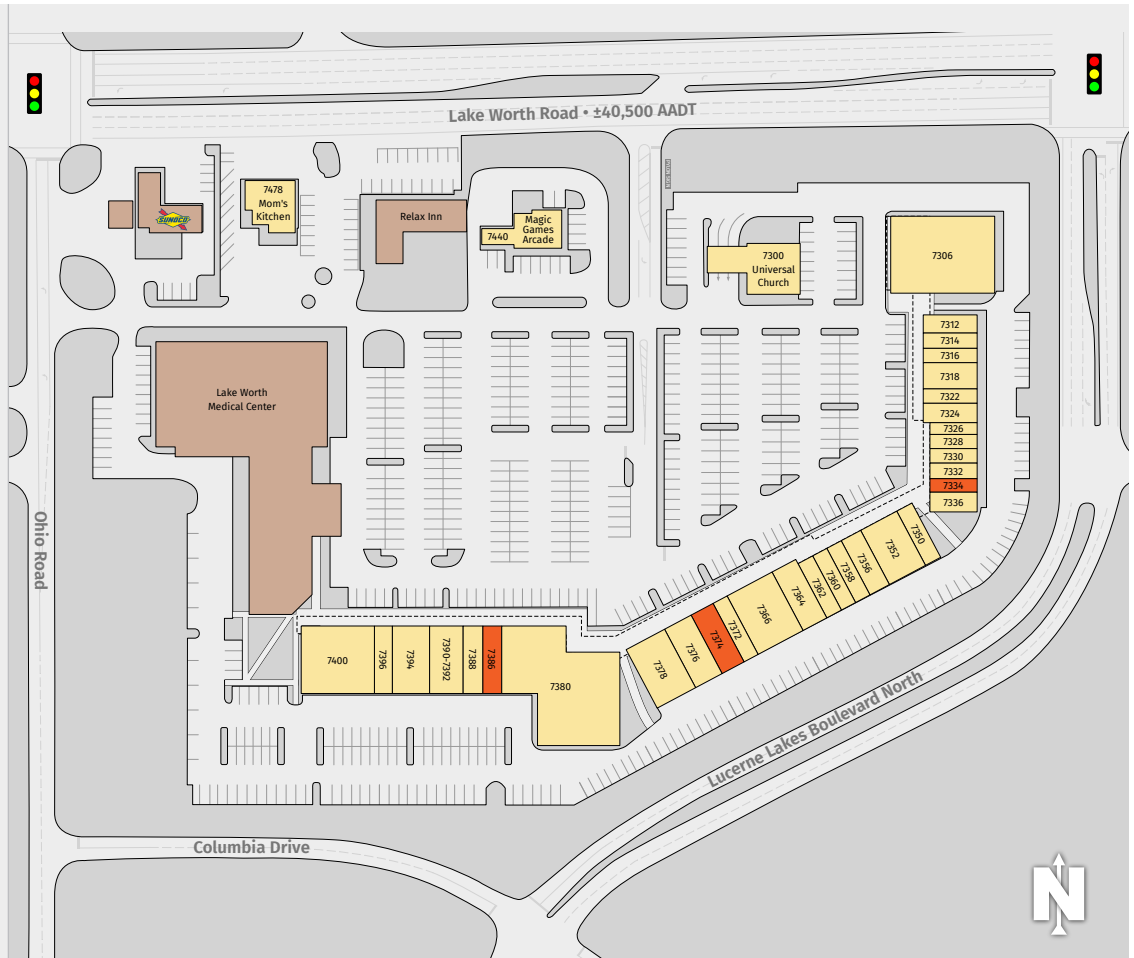 Lake Worth Road • ±40,500 AADT
SUNOCO
7478
Mom's
Kitchen
Relax Inn
7440
Magic
Games
Arcade
7300
Universal
Church
7306
7312
7314
7316
7318
7322
7324
7326
7328
7330
7332
7334
7336
Lake Worth
Medical Center
Ohio Road
7350
7352
7356
7358
7360
7362
7364
7366
7372
7374
7376
7378
7400
7396
7394
7390-7392
7388
7386
7380
Lucerne Lakes Boulevard North
Columbia Drive
N